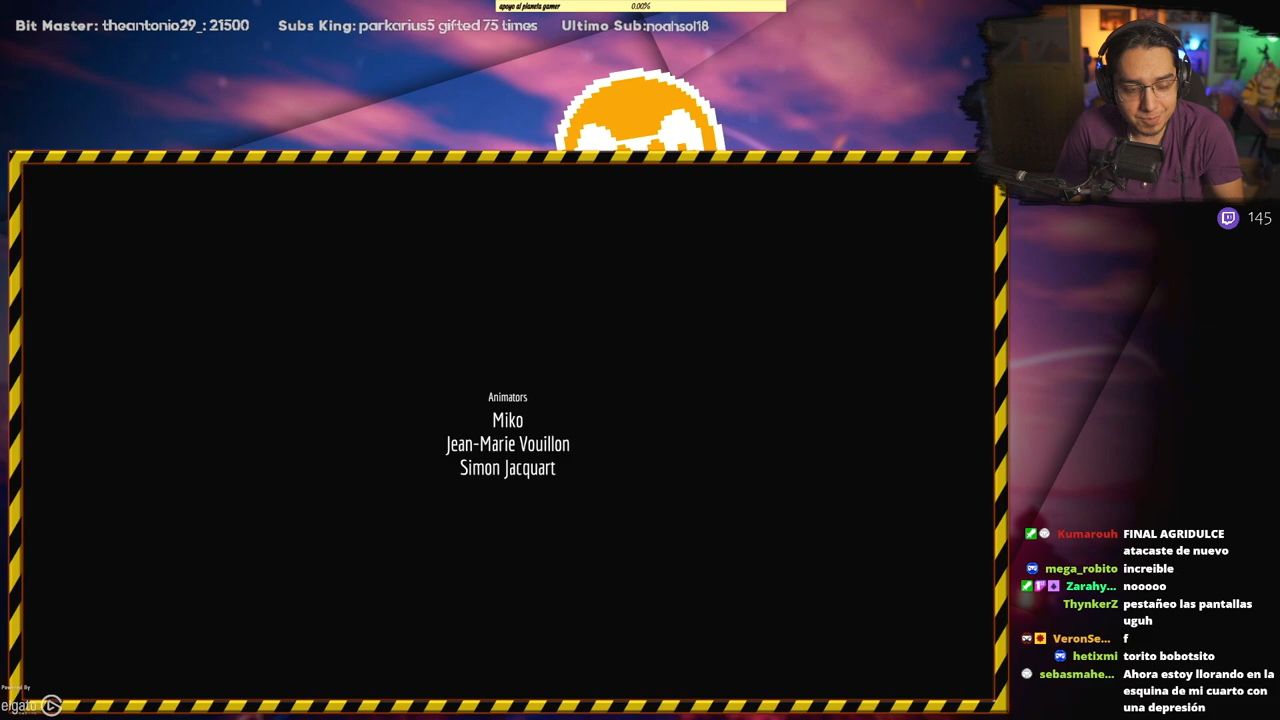 apoyo al planeta gamer 0.00%
Bit Master: theantonio29_: 21500 Subs King: parkarius5 gifted 75 times Ultimo Sub:noahsol18
145
Animators
Miko
Jean-Marie Vouillon
Simon Jacquart
Kumarouh FINAL AGRIDULCE
atacaste de nuevo
mega_robito increible
Zarahy... nooooo
ThynkerZ pestañeo las pantallas
uguh
VeronSe... f
hetixmi torito bobotsito
sebasmahe... Ahora estoy llorando en la
esquina de mi cuarto con
una depresión
Powered By
elgato